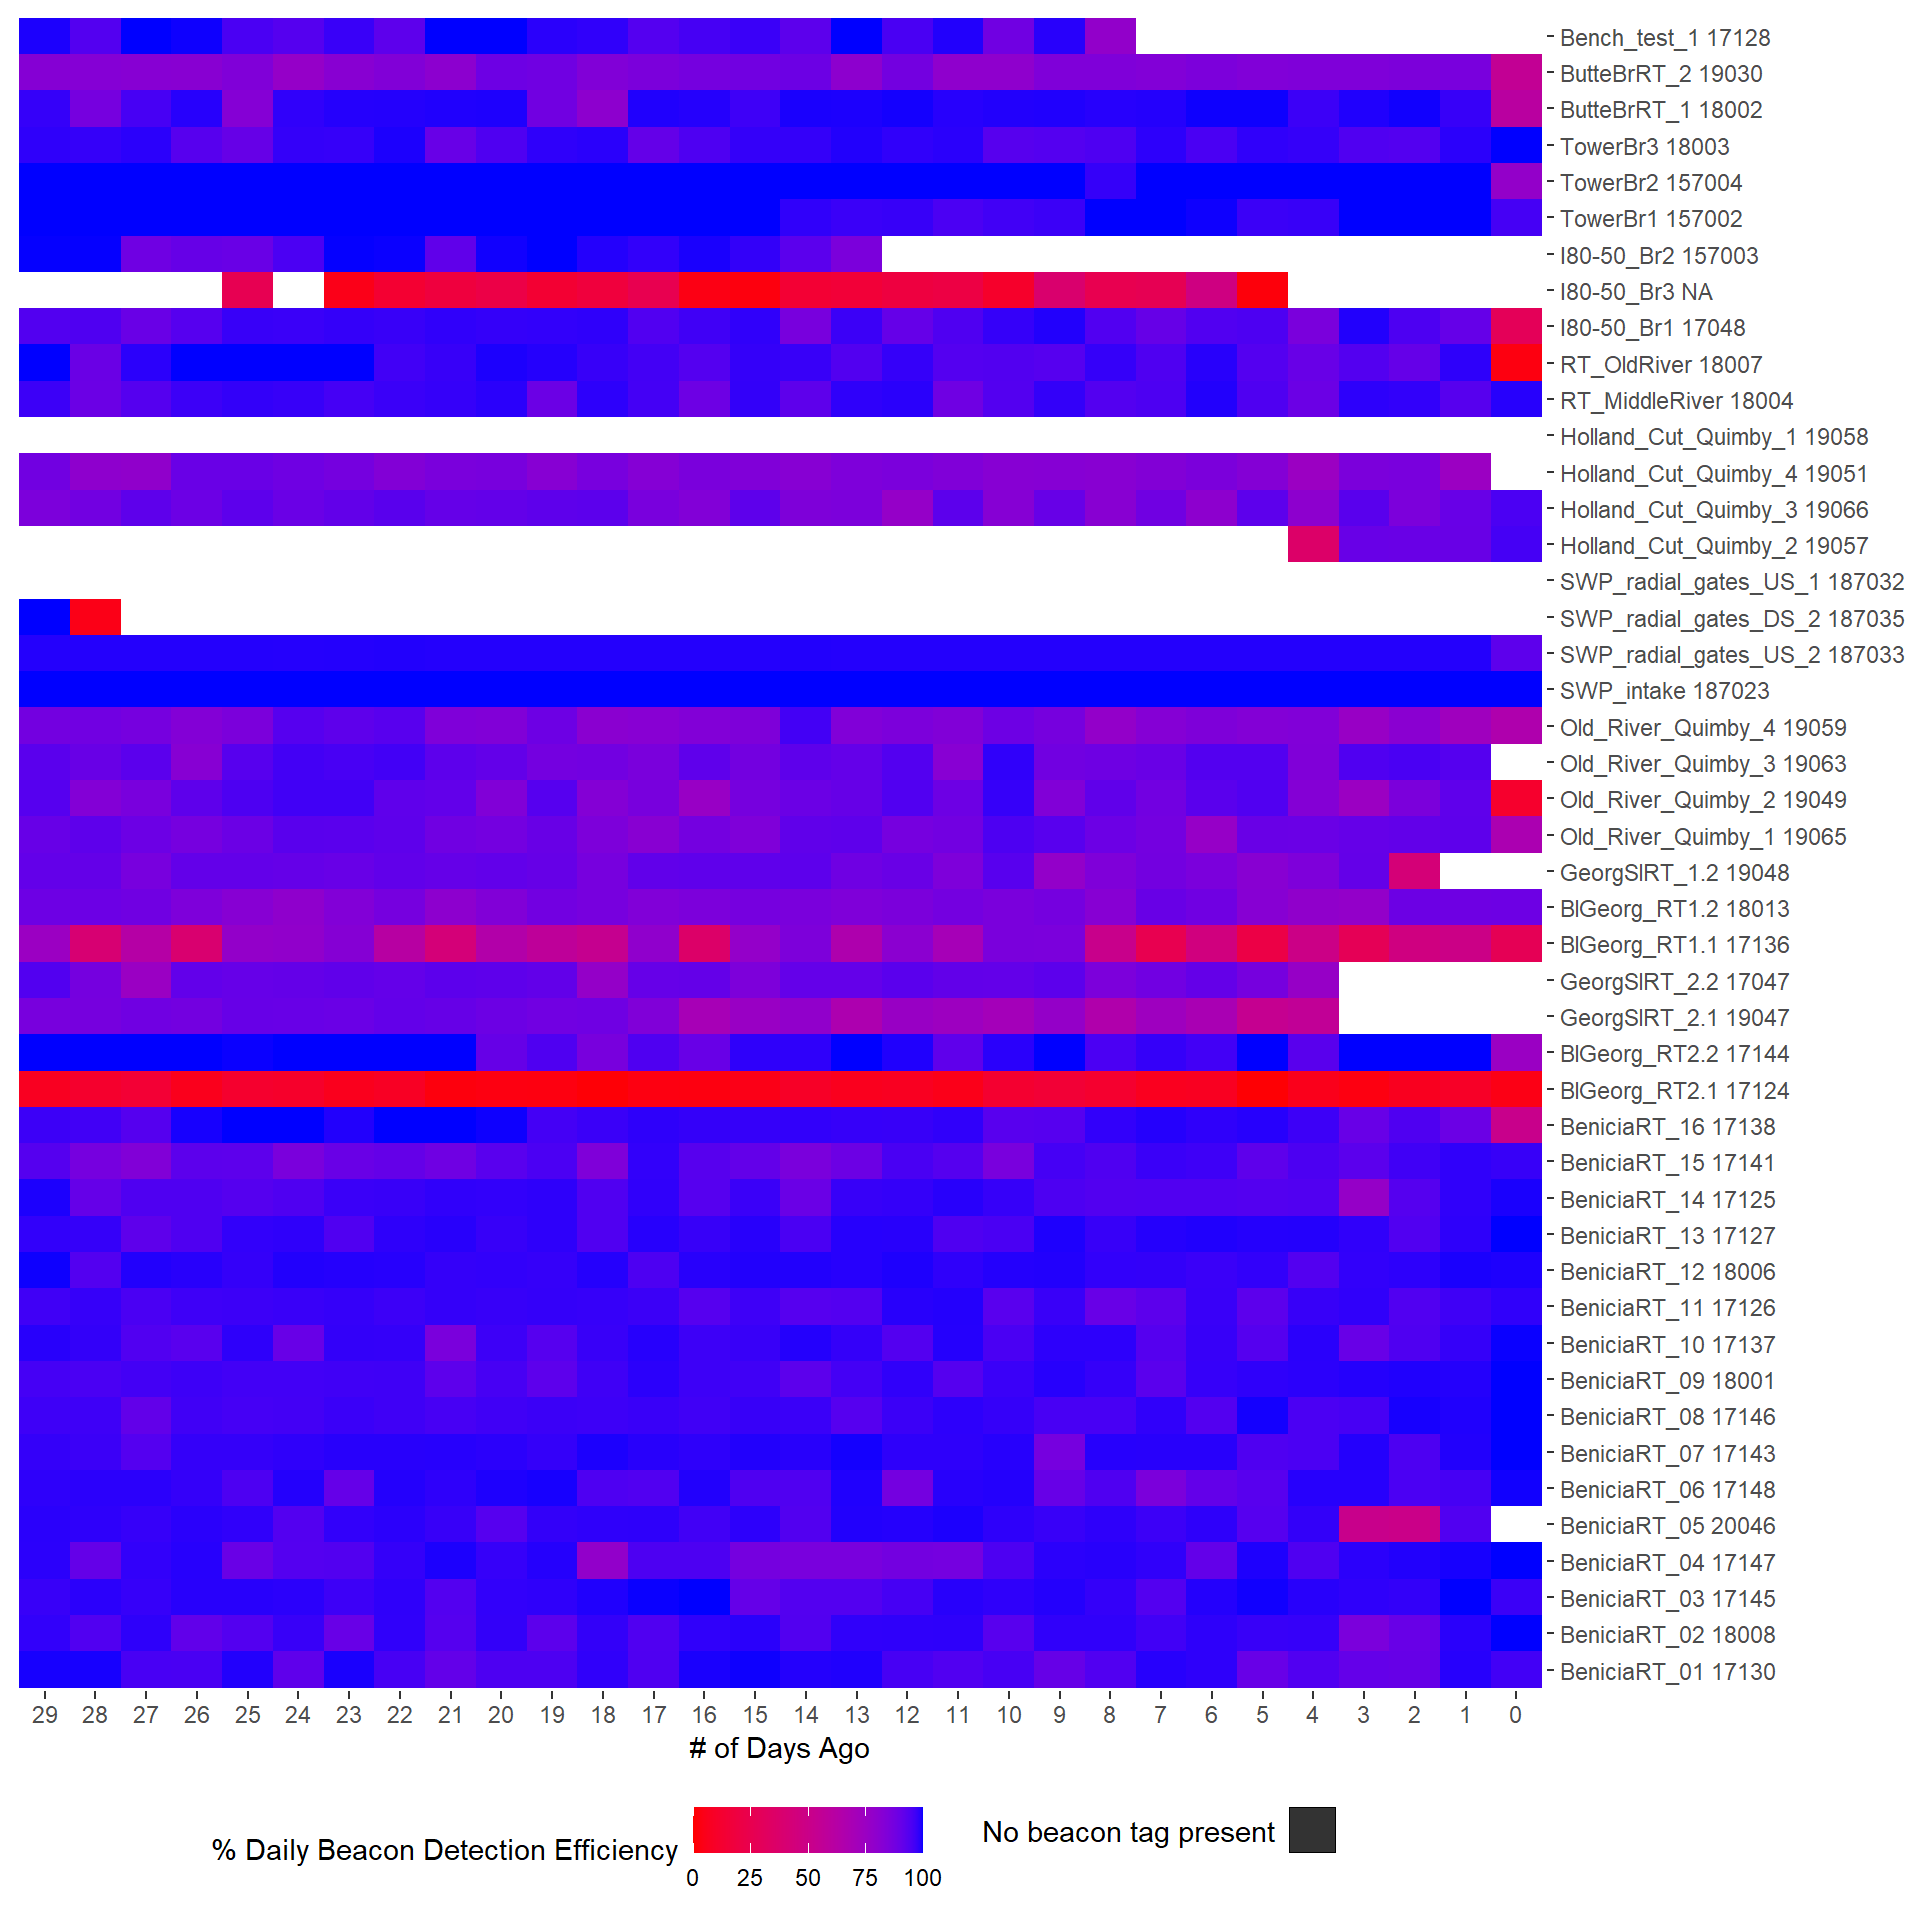 Bench_test_1 17128
ButteBrRT_2 19030
ButteBrRT_1 18002
TowerBr3 18003
TowerBr2 157004
TowerBr1 157002
I80-50_Br2 157003
I80-50_Br3 NA
I80-50_Br1 17048
RT_OldRiver 18007
RT_MiddleRiver 18004
Holland_Cut_Quimby_1 19058
Holland_Cut_Quimby_4 19051
Holland_Cut_Quimby_3 19066
Holland_Cut_Quimby_2 19057
SWP_radial_gates_US_1 187032
SWP_radial_gates_DS_2 187035
SWP_radial_gates_US_2 187033
SWP_intake 187023
Old_River_Quimby_4 19059
Old_River_Quimby_3 19063
Old_River_Quimby_2 19049
Old_River_Quimby_1 19065
GeorgSlRT_1.2 19048
BlGeorg_RT1.2 18013
BlGeorg_RT1.1 17136
GeorgSlRT_2.2 17047
GeorgSlRT_2.1 19047
BlGeorg_RT2.2 17144
BlGeorg_RT2.1 17124
BeniciaRT_16 17138
BeniciaRT_15 17141
BeniciaRT_14 17125
BeniciaRT_13 17127
BeniciaRT_12 18006
BeniciaRT_11 17126
BeniciaRT_10 17137
BeniciaRT_09 18001
BeniciaRT_08 17146
BeniciaRT_07 17143
BeniciaRT_06 17148
BeniciaRT_05 20046
BeniciaRT_04 17147
BeniciaRT_03 17145
BeniciaRT_02 18008
BeniciaRT_01 17130
29 28 27 26 25 24 23 22 21 20 19 18 17 16 15 14 13 12 11 10 9 8 7 6 5 4 3 2 1 0
# of Days Ago
% Daily Beacon Detection Efficiency
0 25 50 75 100
No beacon tag present